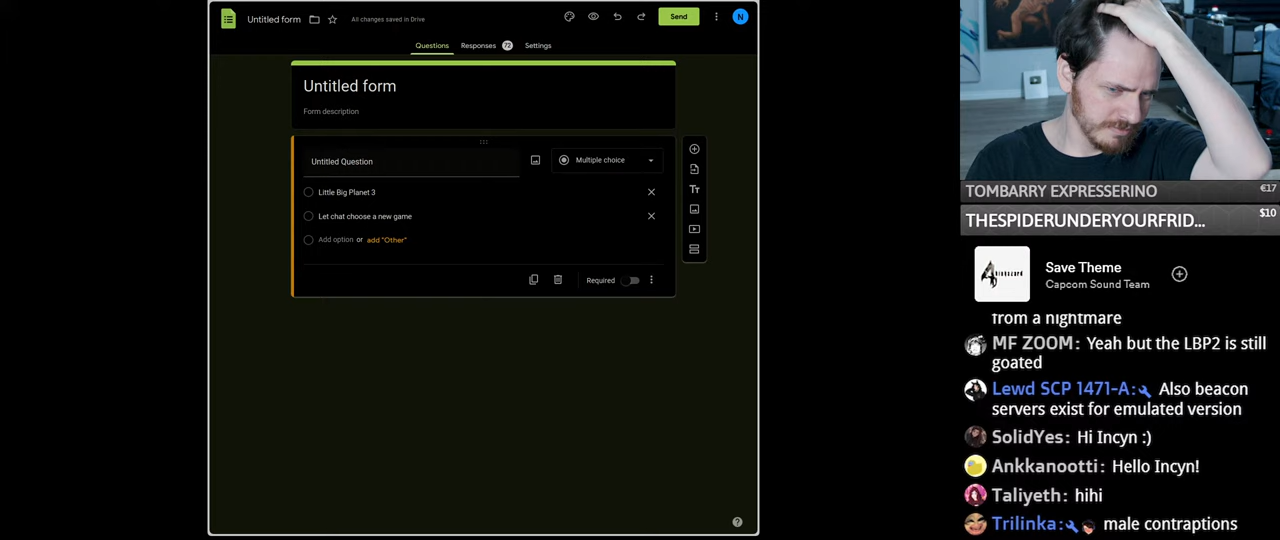 Untitled form
All changes saved in Drive
Send
N
Questions
Responses 72
Settings
Untitled form
Form description
Untitled Question
Multiple choice
Little Big Planet 3
Let chat choose a new game
Add option or add "Other"
Required
TOMBARRY EXPRESSERINO €17
THESPIDERUNDERYOURFRID... $10
Save Theme
Capcom Sound Team
from a nightmare
MF ZOOM: Yeah but the LBP2 is still
goated
Lewd SCP 1471-A: Also beacon
servers exist for emulated version
SolidYes: Hi Incyn :)
Ankkanootti: Hello Incyn!
Taliyeth: hihi
Trilinka: male contraptions